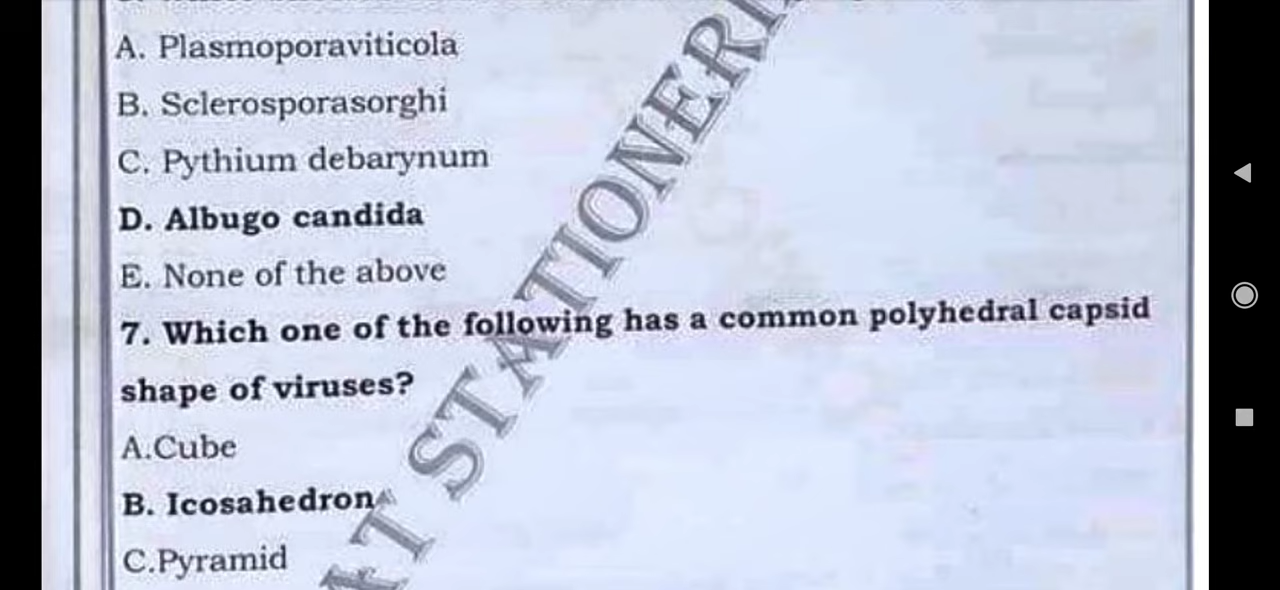 A. Plasmoporaviticola
B. Sclerosporasorghi
C. Pythium debarynum
D. Albugo candida
E. None of the above
7. Which one of the following has a common polyhedral capsid
shape of viruses?
A.Cube
B. Icosahedron
C.Pyramid
STATIONERI